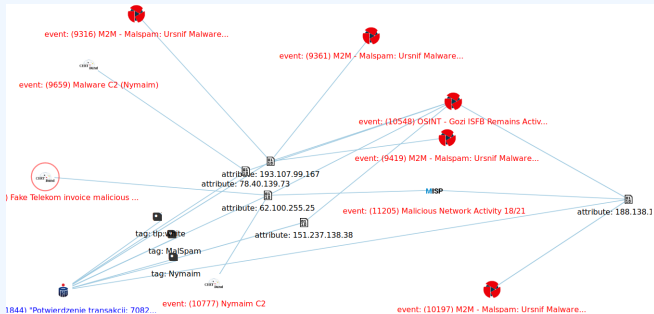 event: (9316) M2M - Malspam: Ursnif Malware...
event: (9361) M2M - Malspam: Ursnif Malware...
event: (9659) Malware C2 (Nymaim)
event: (10548) OSINT - Gozi ISFB Remains Activ...
event: (9419) M2M - Malspam: Ursnif Malware...
attribute: 193.107.99.167
attribute: 78.40.139.73
) Fake Telekom invoice malicious ...
MISP
attribute: 62.100.255.25
event: (11205) Malicious Network Activity 18/21
attribute: 188.138.1
tag: tlp:white
attribute: 151.237.138.38
tag: MalSpam
tag: Nymaim
event: (10777) Nymaim C2
1844) "Potwierdzenie transakcji: 7082...
event: (10197) M2M - Malspam: Ursnif Malware...